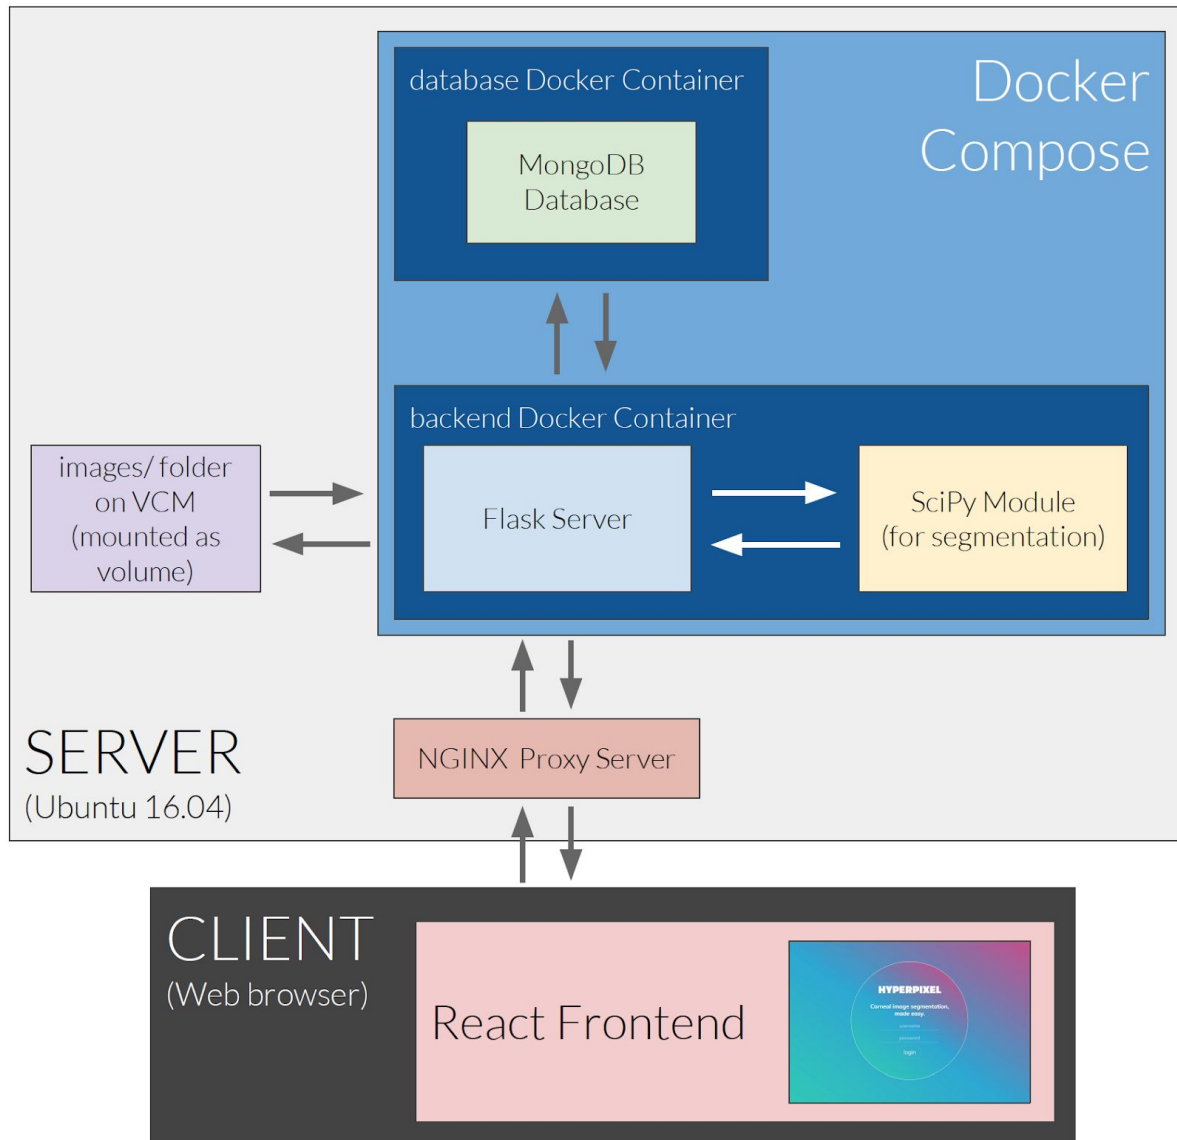 database Docker Container
Docker
Compose
MongoDB
Database
backend Docker Container
images/ folder
on VCM
(mounted as
volume)
Flask Server
SciPy Module
(for segmentation)
SERVER
(Ubuntu 16.04)
NGINX Proxy Server
CLIENT
(Web browser)
React Frontend
HYPERPIXEL
Corneal image segmentation,
made easy.
username
password
login